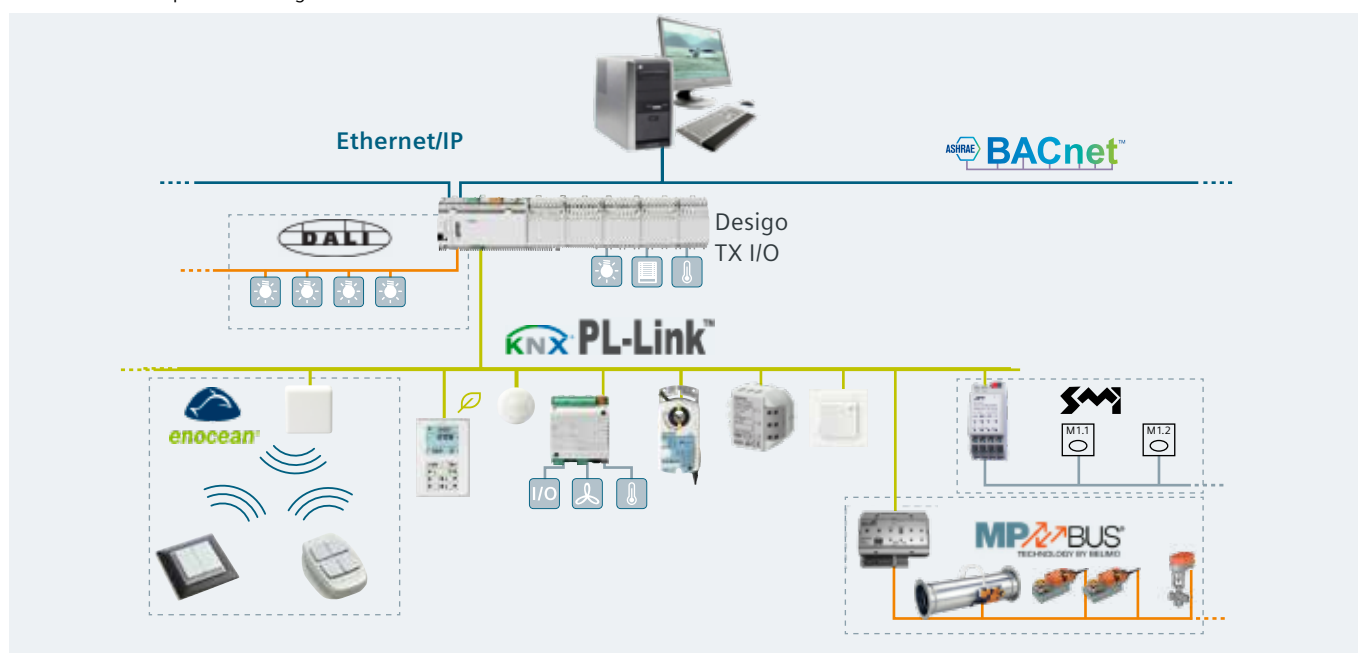 Ethernet/IP
ASHRAE BACnet™
DALI
Desigo
TX I/O
KNX® PL-Link™
enocean®
SMI
M1.1
M1.2
I/O
MP BUS®
TECHNOLOGY BY BELIMO